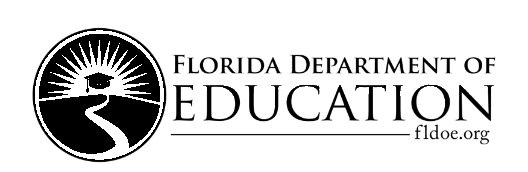 FLORIDA DEPARTMENT OF
EDUCATION
fldoe.org